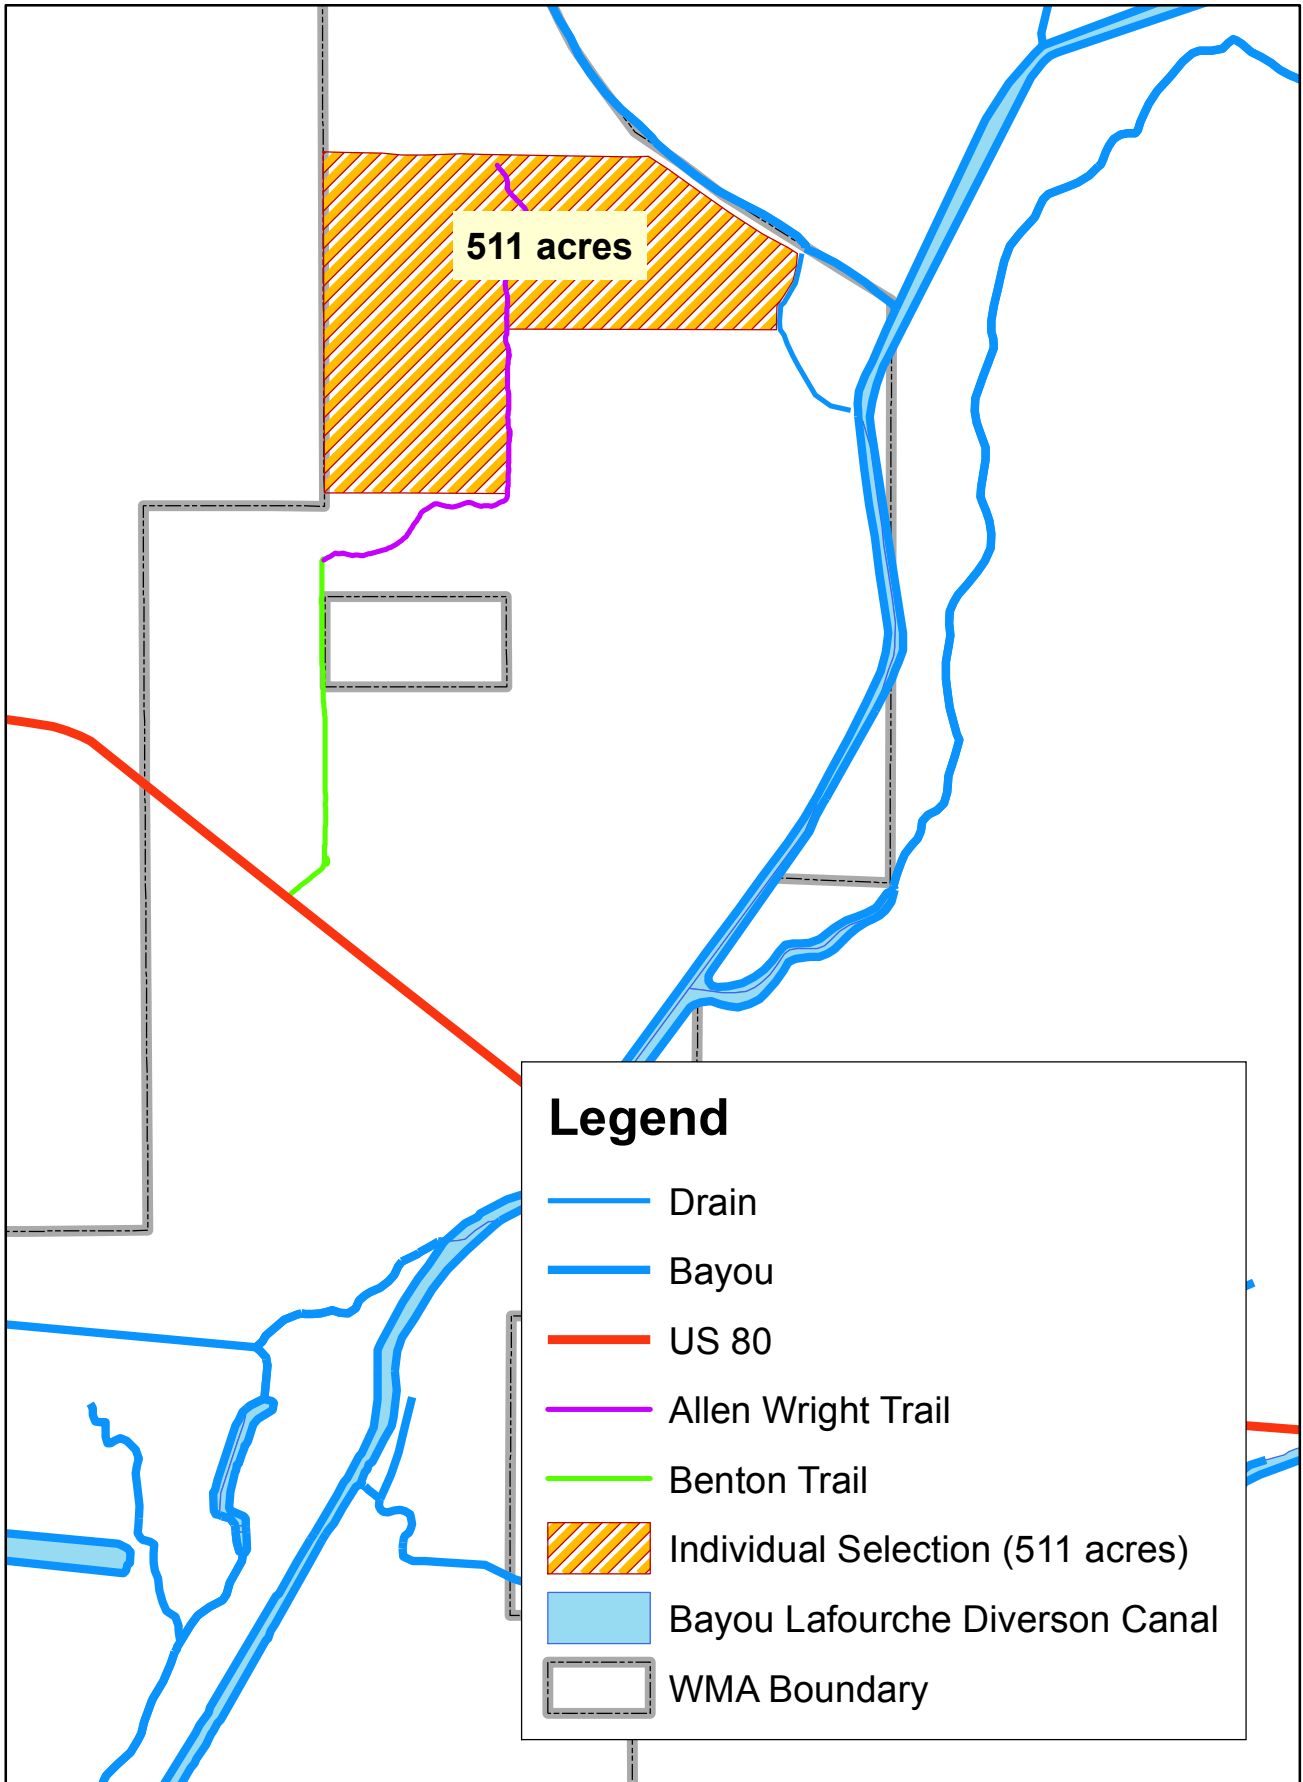 511 acres
Legend
Drain
Bayou
US 80
Allen Wright Trail
Benton Trail
Individual Selection (511 acres)
Bayou Lafourche Diverson Canal
WMA Boundary